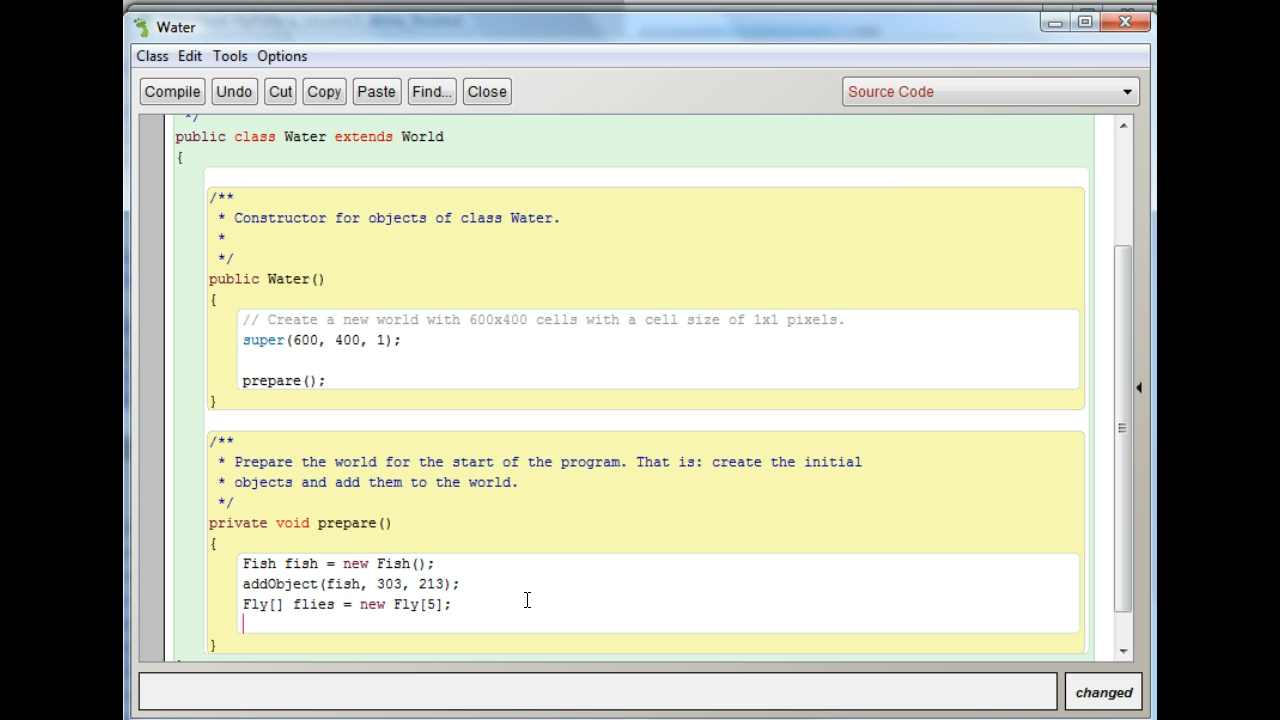 Water
Class Edit Tools Options
Compile Undo Cut Copy Paste Find... Close Source Code
*/
public class Water extends World
{
/**
* Constructor for objects of class Water.
*
*/
public Water()
{
// Create a new world with 600x400 cells with a cell size of 1x1 pixels.
super(600, 400, 1);
prepare();
}
/**
* Prepare the world for the start of the program. That is: create the initial
* objects and add them to the world.
*/
private void prepare()
{
Fish fish = new Fish();
addObject(fish, 303, 213);
Fly[] flies = new Fly[5];
}
changed